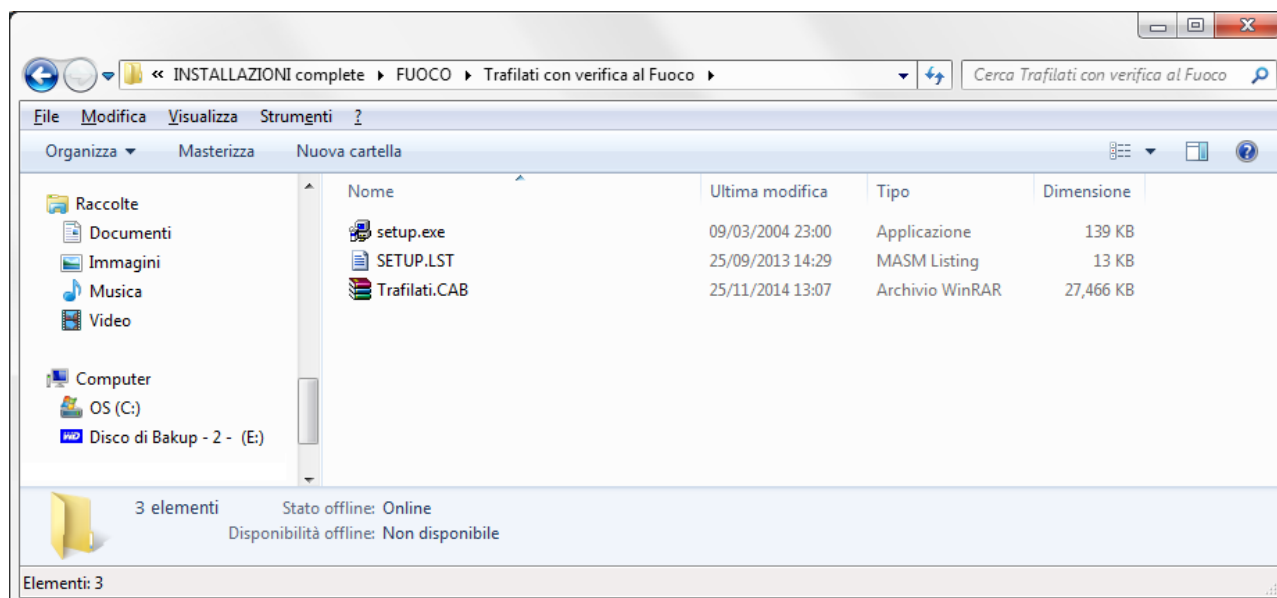 « INSTALLAZIONI complete ▸ FUOCO ▸ Trafilati con verifica al Fuoco ▸
Cerca Trafilati con verifica al Fuoco
File Modifica Visualizza Strumenti ?
Organizza Masterizza Nuova cartella
Raccolte
Documenti
Immagini
Musica
Video
Computer
OS (C:)
WD Disco di Bakup - 2 - (E:)
Nome Ultima modifica Tipo Dimensione
setup.exe 09/03/2004 23:00 Applicazione 139 KB
SETUP.LST 25/09/2013 14:29 MASM Listing 13 KB
Trafilati.CAB 25/11/2014 13:07 Archivio WinRAR 27,466 KB
3 elementi Stato offline: Online
Disponibilità offline: Non disponibile
Elementi: 3